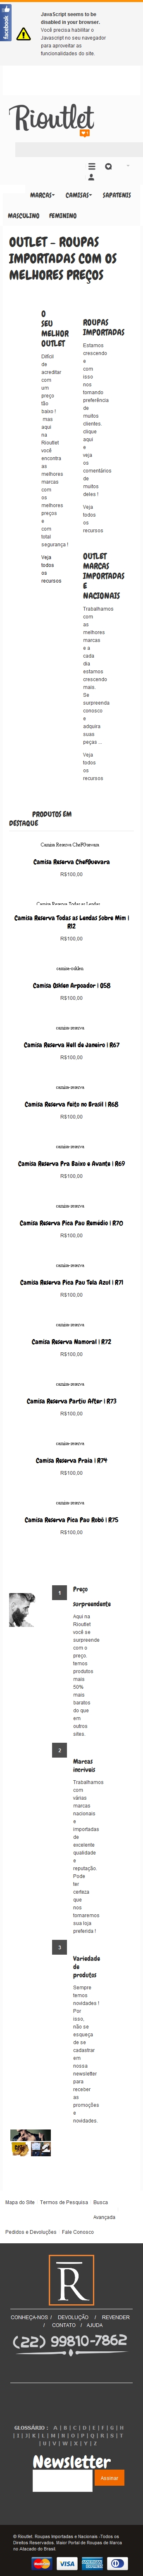 facebook
JavaScript seems to be
disabled in your browser.
Você precisa habilitar o
Javascript no seu navegador
para aproveitar as
funcionalidades do site.
Rioutlet
MARCAS
CAMISAS
SAPATENIS
MASCULINO
FEMININO
OUTLET - ROUPAS
IMPORTADAS COM OS
MELHORES PREÇOS
O
SEU
MELHOR
OUTLET
Difícil
de
acreditar
com
um
preço
tão
baixo !
mas
aqui
na
Rioutlet
você
encontra
as
melhores
marcas
com
os
melhores
preços
e
com
total
segurança !
Veja
todos
os
recursos
ROUPAS
IMPORTADAS
Estamos
crescendo
e
com
isso
nos
tornando
preferência
de
muitos
clientes.
clique
aqui
e
veja
os
comentários
de
muitos
deles !
Veja
todos
os
recursos
OUTLET
MARCAS
IMPORTADAS
E
NACIONAIS
Trabalhamos
com
as
melhores
marcas
e a
cada
dia
estamos
crescendo
mais.
Se
surpreenda
conosco
e
adquira
suas
peças ...
Veja
todos
os
recursos
PRODUTOS EM
DESTAQUE
Camisa Reserva CheRGuevara
Camisa Reserva CheRGuevara
R$100,00
Camisa Reserva Todas as Lendas
Camisa Reserva Todas as Lendas Sobre Mim |
R12
R$100,00
camisa-osklen
Camisa Osklen Arpoador | O58
R$100,00
camisa-reserva
Camisa Reserva Hell de Janeiro | R67
R$100,00
camisa-reserva
Camisa Reserva Feito no Brasil | R68
R$100,00
camisa-reserva
Camisa Reserva Pra Baixo e Avante | R69
R$100,00
camisa-reserva
Camisa Reserva Pica Pau Remédio | R70
R$100,00
camisa-reserva
Camisa Reserva Pica Pau Tela Azul | R71
R$100,00
camisa-reserva
Camisa Reserva Namoral | R72
R$100,00
camisa-reserva
Camisa Reserva Partiu After | R73
R$100,00
camisa-reserva
Camisa Reserva Praia | R74
R$100,00
camisa-reserva
Camisa Reserva Pica Pao Robô | R75
R$100,00
1
Preço
surpreendente
Aqui na
Rioutlet
você se
surpreende
com o
preço.
temos
produtos
mais
50%
mais
baratos
do que
em
outros
sites.
2
Marcas
incríveis
Trabalhamos
com
várias
marcas
nacionais
e
importadas
de
excelente
qualidade
e
reputação.
Pode
ter
certeza
que
nos
tornaremos
sua loja
preferida !
3
Variedade
de
produtos
Sempre
temos
novidades !
Por
isso,
não se
esqueça
de se
cadastrar
em
nossa
newsletter
para
receber
as
promoções
e
novidades.
Mapa do Site
Termos de Pesquisa
Busca
Avançada
Pedidos e Devoluções
Fale Conosco
R
CONHEÇA-NOS / DEVOLUÇÃO / REVENDER
/ CONTATO / AJUDA
(22) 99810-7862
GLOSSÁRIO : A | B | C | D | E | F | G | H
| I | J | K | L | M | N | O | P | Q | R | S | T
| U | V | W | X | Y | Z
Newsletter
Assinar
© Rioutlet. Roupas Importadas e Nacionais -Todos os
Direitos Reservados. Maior Portal de Roupas de Marca
no Atacado do Brasil.
MasterCard
VISA
AMERICAN EXPRESS